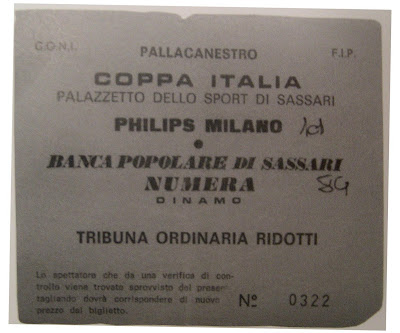 C.O.N.I. PALLACANESTRO F.I.P.
COPPA ITALIA
PALAZZETTO DELLO SPORT DI SASSARI
PHILIPS MILANO
•
BANCA POPOLARE DI SASSARI
NUMERA 84
DINAMO
TRIBUNA ORDINARIA RIDOTTI
Lo spettatore che da una verifica di con-
trollo viene trovato sprovvisto del presen
tagliando dovrà corrispondere di nuovo
prezzo del biglietto.
Nº 0322